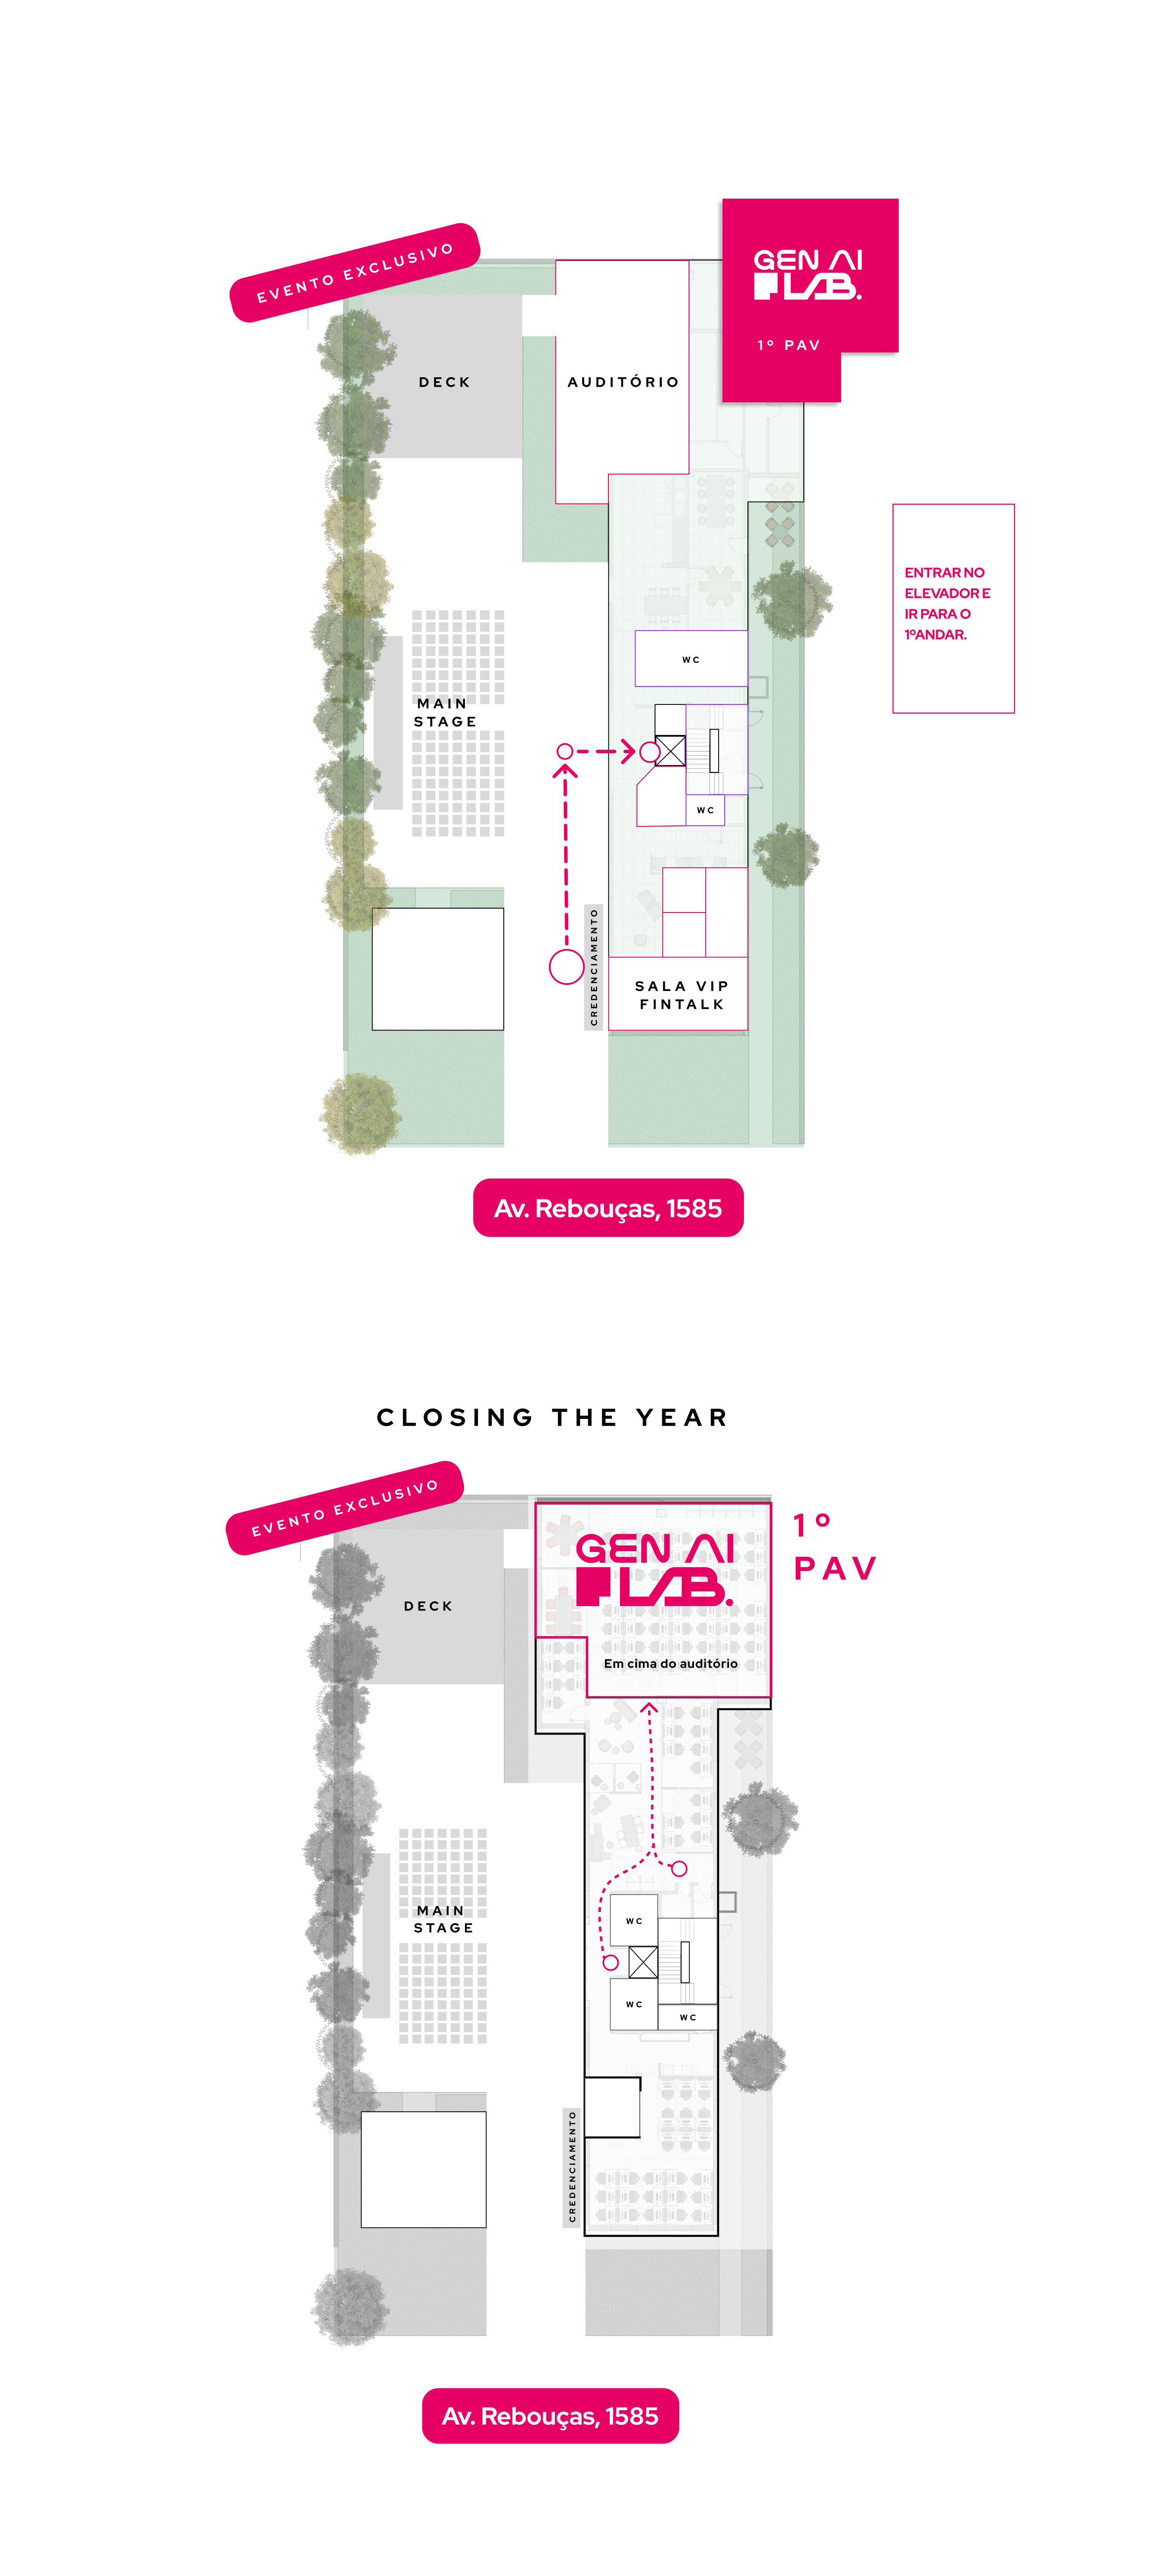 EVENTO EXCLUSIVO
GEN AI
LAB.
1º PAV
DECK
AUDITÓRIO
ENTRAR NO
ELEVADOR E
IR PARA O
1ºANDAR.
WC
MAIN
STAGE
WC
CREDENCIAMENTO
SALA VIP
FINTALK
Av. Rebouças, 1585
CLOSING THE YEAR
EVENTO EXCLUSIVO
1º
PAV
GEN AI
LAB.
DECK
Em cima do auditório
MAIN
STAGE
WC
WC
WC
CREDENCIAMENTO
Av. Rebouças, 1585